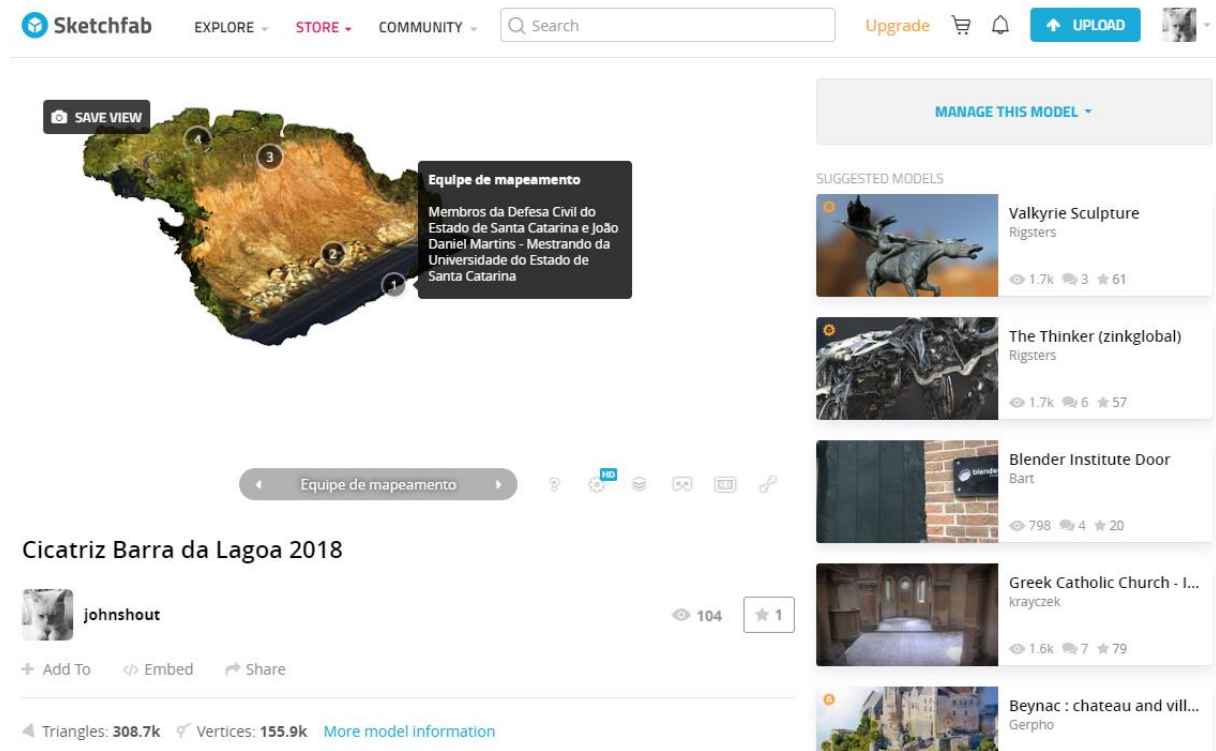 Sketchfab
EXPLORE
STORE
COMMUNITY
Search
Upgrade
UPLOAD
SAVE VIEW
4
3
2
1
Equipe de mapeamento
Membros da Defesa Civil do
Estado de Santa Catarina e João
Daniel Martins - Mestrando da
Universidade do Estado de
Santa Catarina
Equipe de mapeamento
?
HD
Cicatriz Barra da Lagoa 2018
johnshout
104
1
Add To
</> Embed
Share
Triangles: 308.7k
Vertices: 155.9k
More model information
MANAGE THIS MODEL
SUGGESTED MODELS
Valkyrie Sculpture
Rigsters
1.7k 3 61
The Thinker (zinkglobal)
Rigsters
1.7k 6 57
blende
Blender Institute Door
Bart
798 4 20
Greek Catholic Church - I...
krayczek
1.6k 7 79
Beynac : chateau and vill...
Gerpho